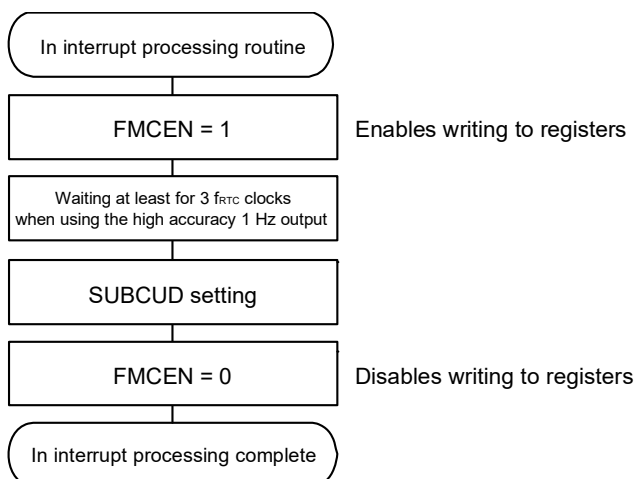 In interrupt processing routine
FMCEN = 1
Enables writing to registers
Waiting at least for 3 fRTC clocks
when using the high accuracy 1 Hz output
SUBCUD setting
FMCEN = 0
Disables writing to registers
In interrupt processing complete